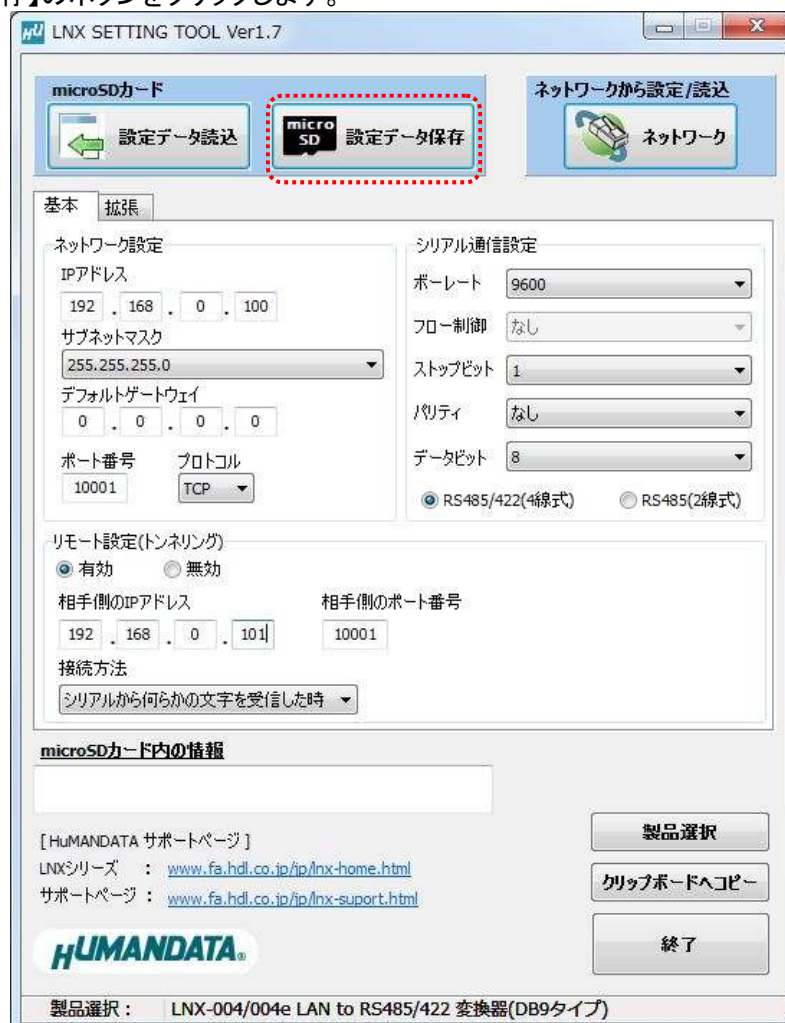 存】のボタンをクリックします。
LNX SETTING TOOL Ver1.7
microSDカード
設定データ読込
micro SD 設定データ保存
ネットワークから設定/読込
ネットワーク
基本 拡張
ネットワーク設定
IPアドレス
192 . 168 . 0 . 100
サブネットマスク
255.255.255.0
デフォルトゲートウェイ
0 . 0 . 0 . 0
ポート番号 プロトコル
10001 TCP
シリアル通信設定
ボーレート 9600
フロー制御 なし
ストップビット 1
パリティ なし
データビット 8
RS485/422(4線式) RS485(2線式)
リモート設定(トンネリング)
有効 無効
相手側のIPアドレス 相手側のポート番号
192 . 168 . 0 . 101 10001
接続方法
シリアルから何らかの文字を受信した時
microSDカード内の情報
[ HuMANDATA サポートページ ]
LNXシリーズ : www.fa.hdl.co.jp/jp/lnx-home.html
サポートページ : www.fa.hdl.co.jp/jp/lnx-suport.html
HUMANDATA®
製品選択
クリップボードへコピー
終了
製品選択: LNX-004/004e LAN to RS485/422 変換器(DB9タイプ)